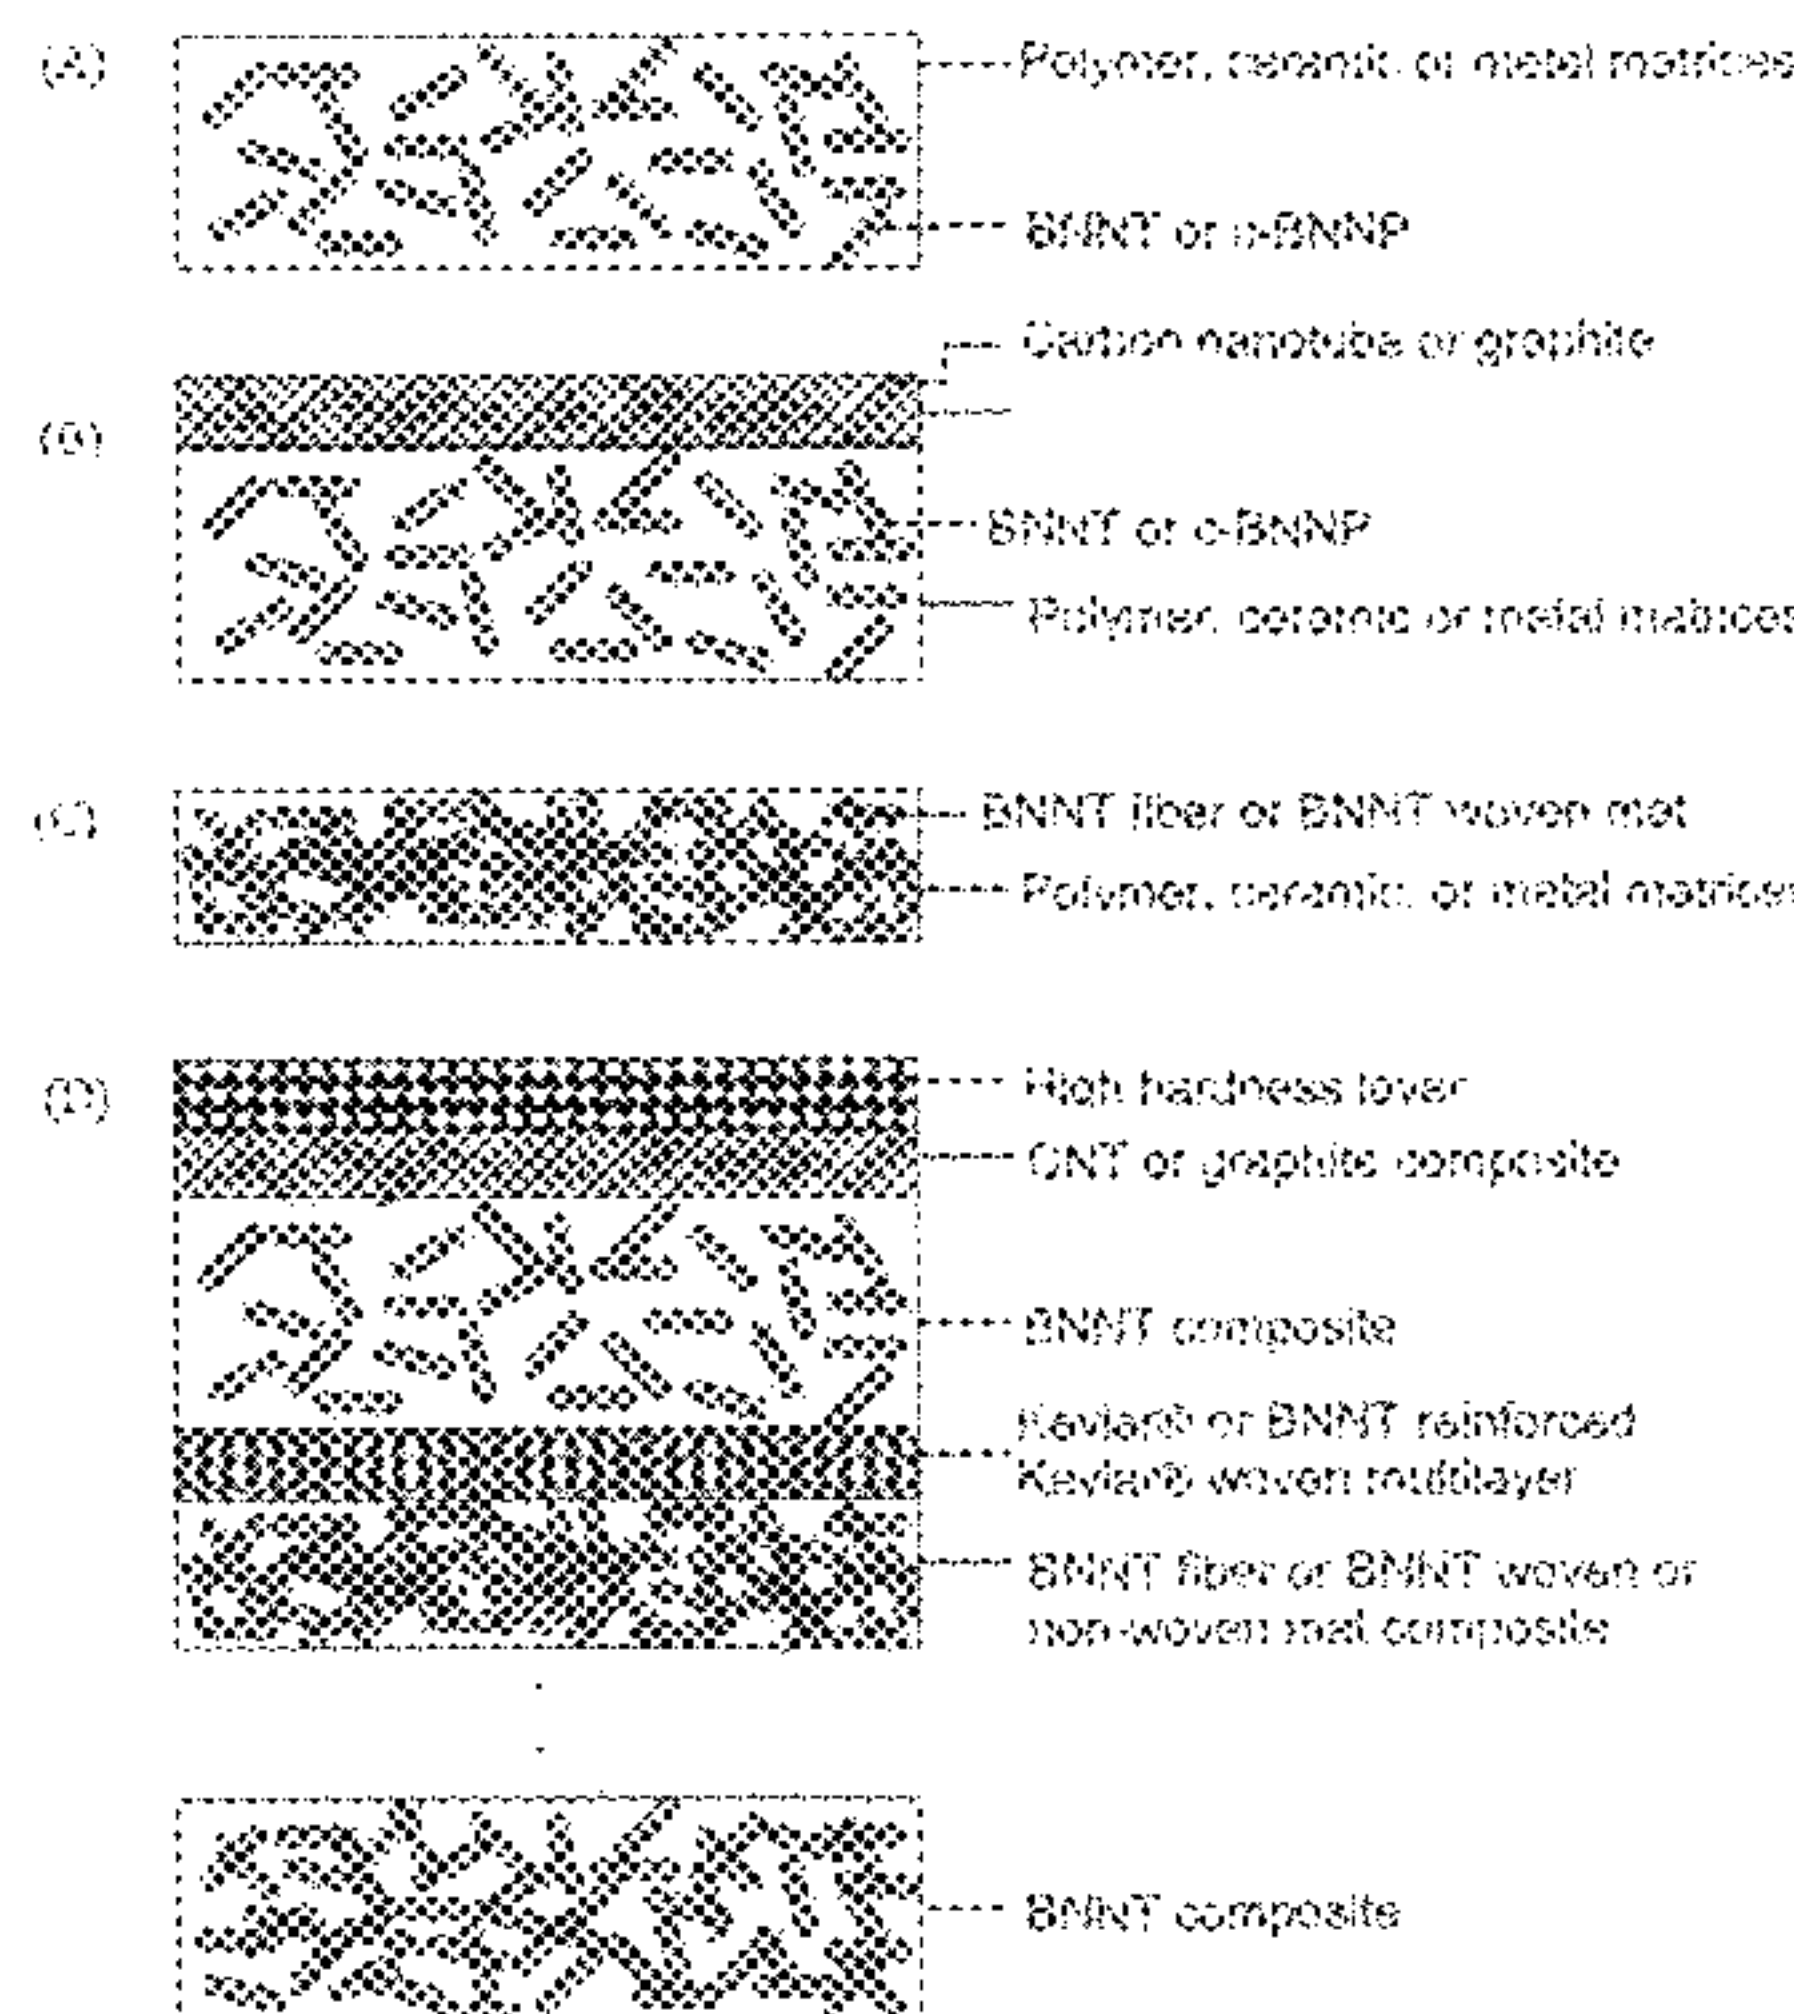 (A)
Polymer, ceramic or metal matrices
BNNT or c-BNNP
Carbon nanotube or graphite
(B)
BNNT or c-BNNP
Polymer, ceramic or metal matrices
(C)
BNNT fiber or BNNT woven mat
Polymer, ceramic, or metal matrices
(D)
High hardness layer
CNT or graphite composite
BNNT composite
Kevlar® or BNNT reinforced
Kevlar® woven multilayer
BNNT fiber or BNNT woven or
non-woven mat composite
BNNT composite